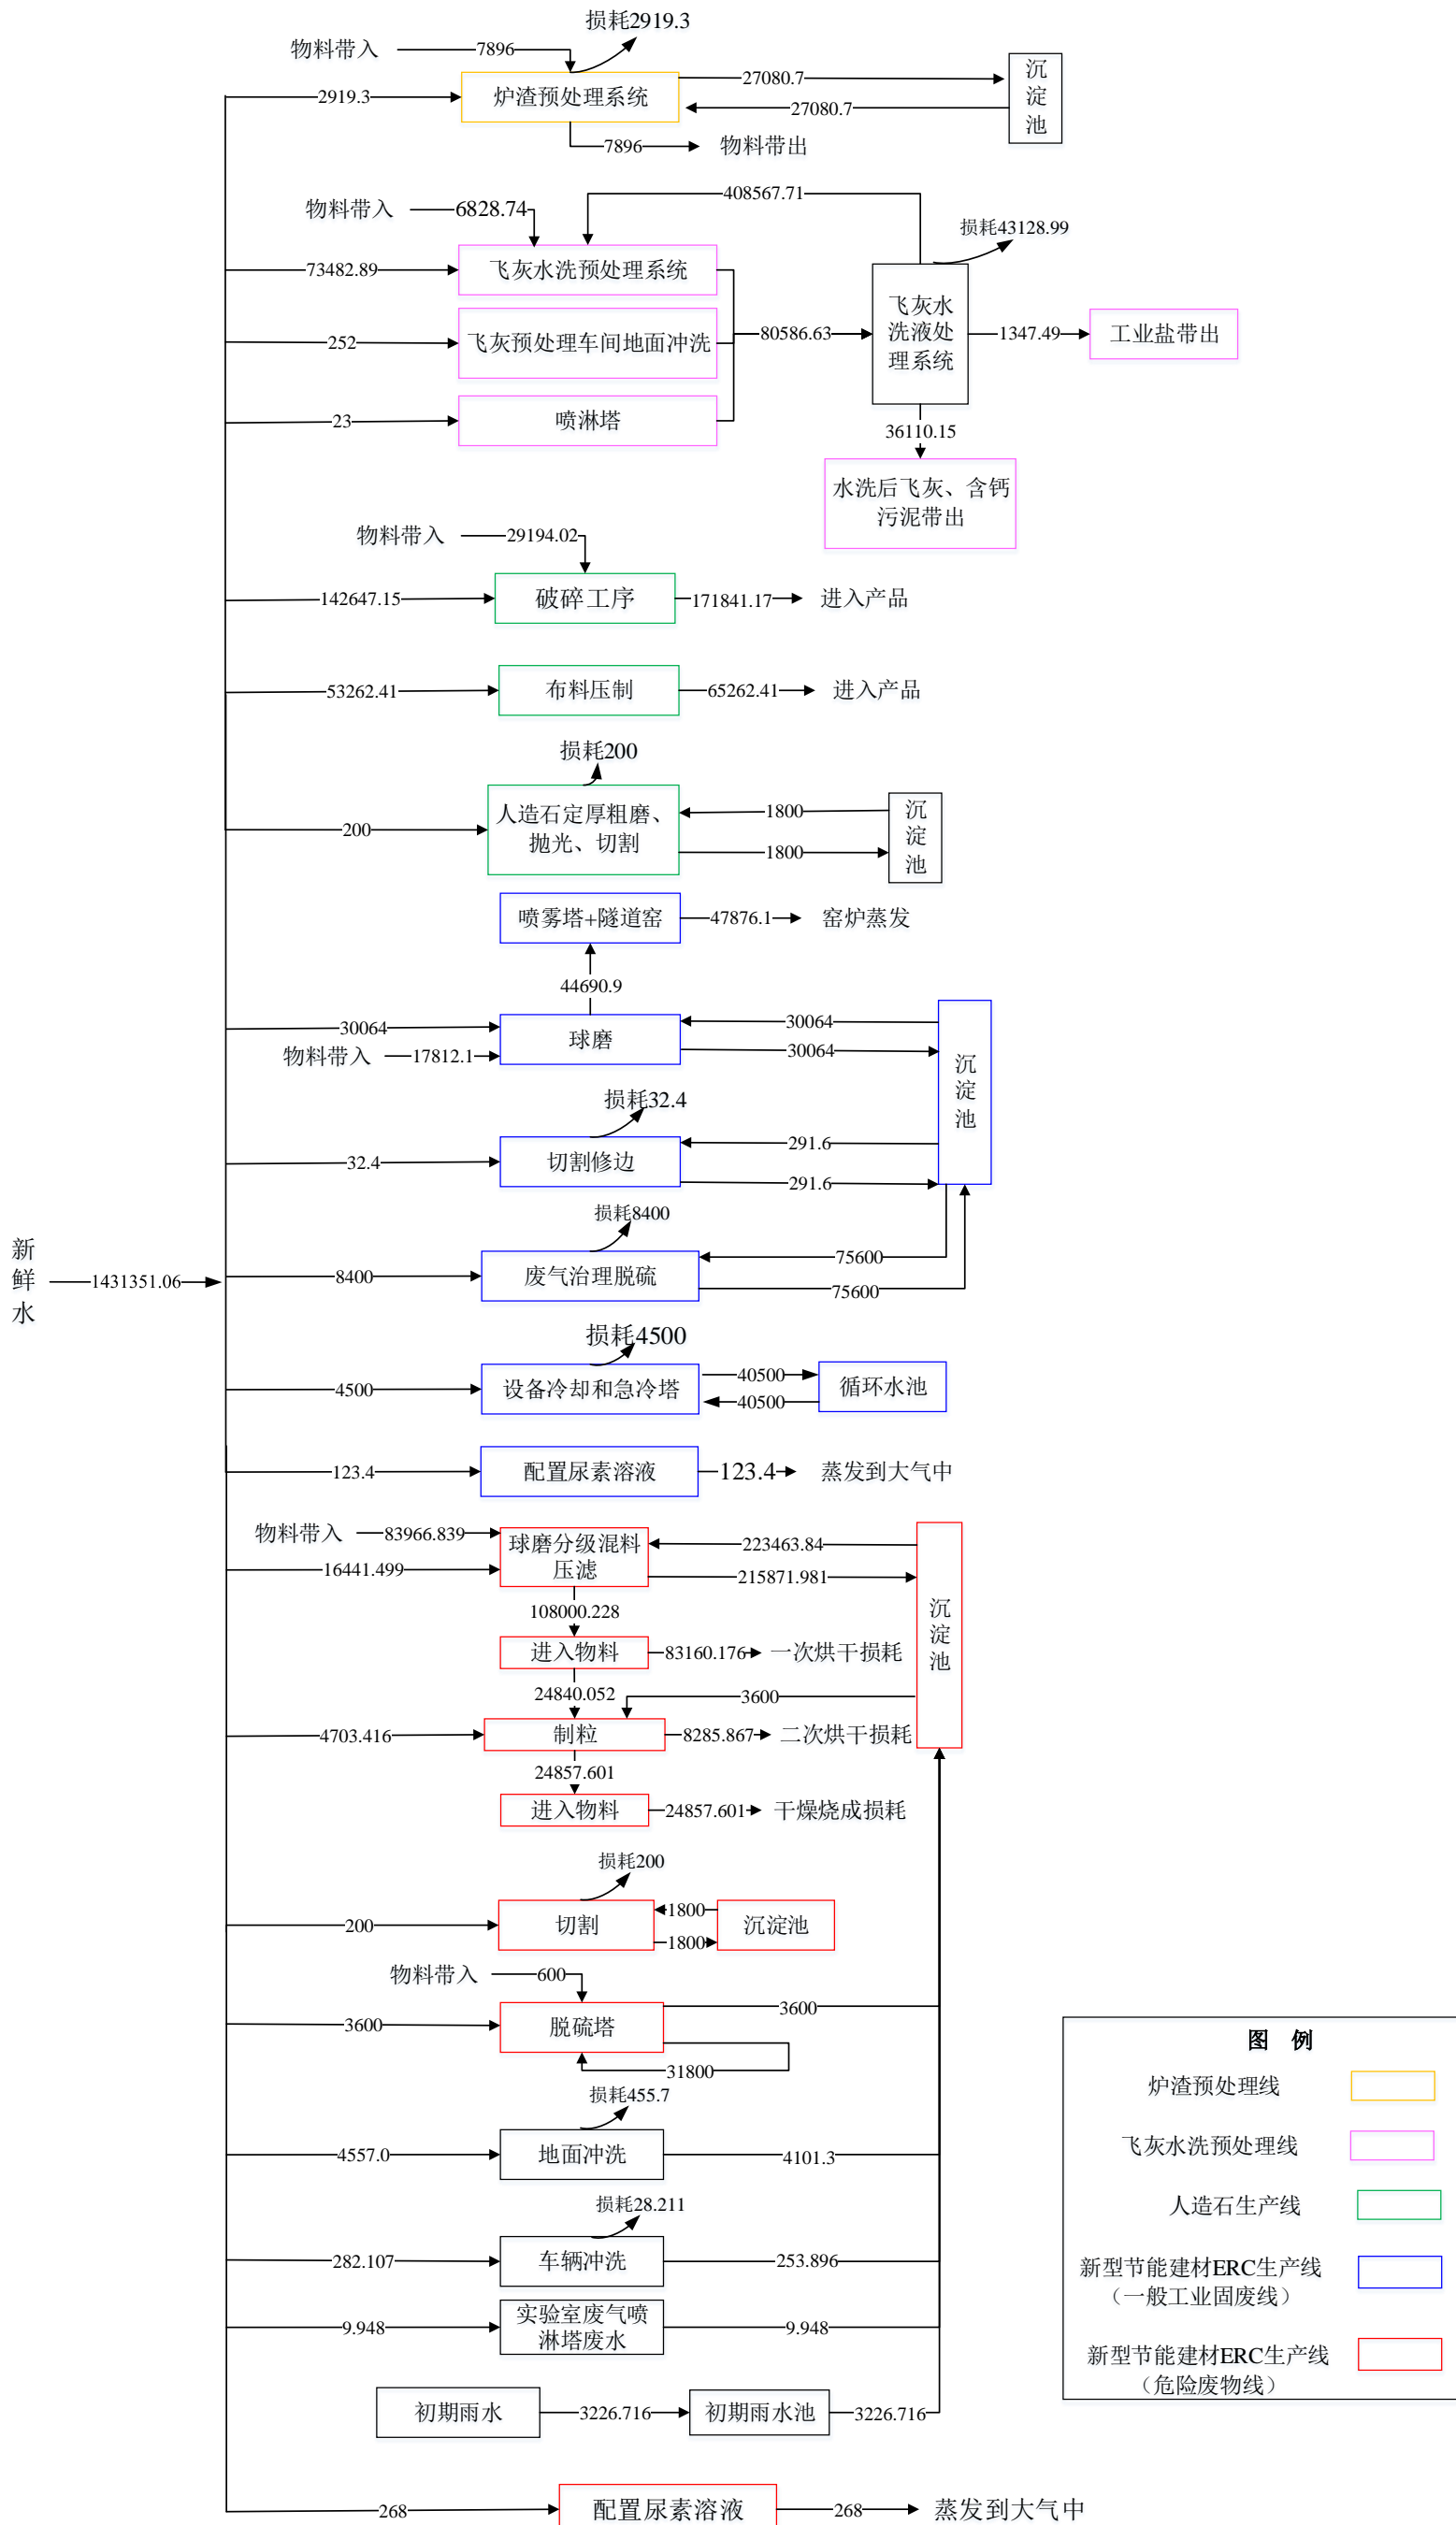 损耗2919.3
物料带入
7896
27080.7
沉淀池
2919.3
炉渣预处理系统
27080.7
7896
物料带出
408567.71
物料带入
6828.74
损耗43128.99
73482.89
飞灰水洗预处理系统
飞灰水
洗液处
理系统
252
飞灰预处理车间地面冲洗
80586.63
1347.49
工业盐带出
23
喷淋塔
36110.15
水洗后飞灰、含钙
污泥带出
物料带入
29194.02
142647.15
破碎工序
171841.17
进入产品
53262.41
布料压制
65262.41
进入产品
损耗200
200
人造石定厚粗磨、
抛光、切割
1800
1800
沉淀池
喷雾塔+隧道窑
47876.1
窑炉蒸发
44690.9
30064
物料带入
17812.1
球磨
30064
30064
沉淀池
损耗32.4
32.4
切割修边
291.6
291.6
损耗8400
8400
废气治理脱硫
75600
75600
新鲜水
1431351.06
损耗4500
4500
设备冷却和急冷塔
40500
40500
循环水池
123.4
配置尿素溶液
123.4
蒸发到大气中
物料带入
83966.839
16441.499
球磨分级混料
压滤
223463.84
215871.981
沉淀池
108000.228
进入物料
83160.176
一次烘干损耗
24840.052
3600
4703.416
制粒
8285.867
二次烘干损耗
24857.601
进入物料
24857.601
干燥烧成损耗
损耗200
200
切割
1800
1800
沉淀池
物料带入
600
3600
脱硫塔
3600
31800
损耗455.7
4557.0
地面冲洗
4101.3
损耗28.211
282.107
车辆冲洗
253.896
9.948
实验室废气喷
淋塔废水
9.948
初期雨水
3226.716
初期雨水池
3226.716
268
配置尿素溶液
268
蒸发到大气中
图 例
炉渣预处理线
飞灰水洗预处理线
人造石生产线
新型节能建材ERC生产线
（一般工业固废线）
新型节能建材ERC生产线
（危险废物线）